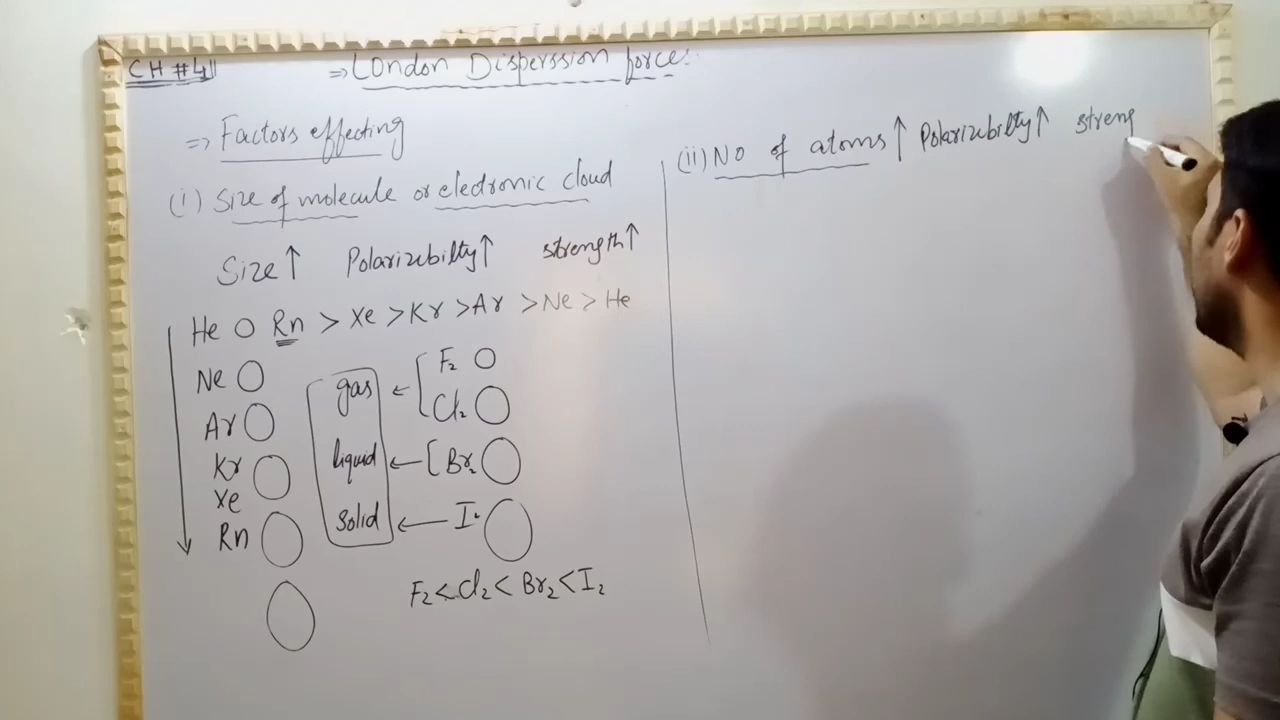 CH #4
⇒ London Disperssion force:
⇒ Factors effecting
(i) Size of molecule or electronic cloud
Size↑ Polarizebilty↑ strength↑
He Rn > Xe > Kr > Ar > Ne > He
Ne
Ar
Kr
Xe
Rn
gas ← F₂
Cl₂
liquid ← Br₂
solid ← I₂
F₂ < Cl₂ < Br₂ < I₂
(ii) No of atoms↑ Polarizebilty↑ streng